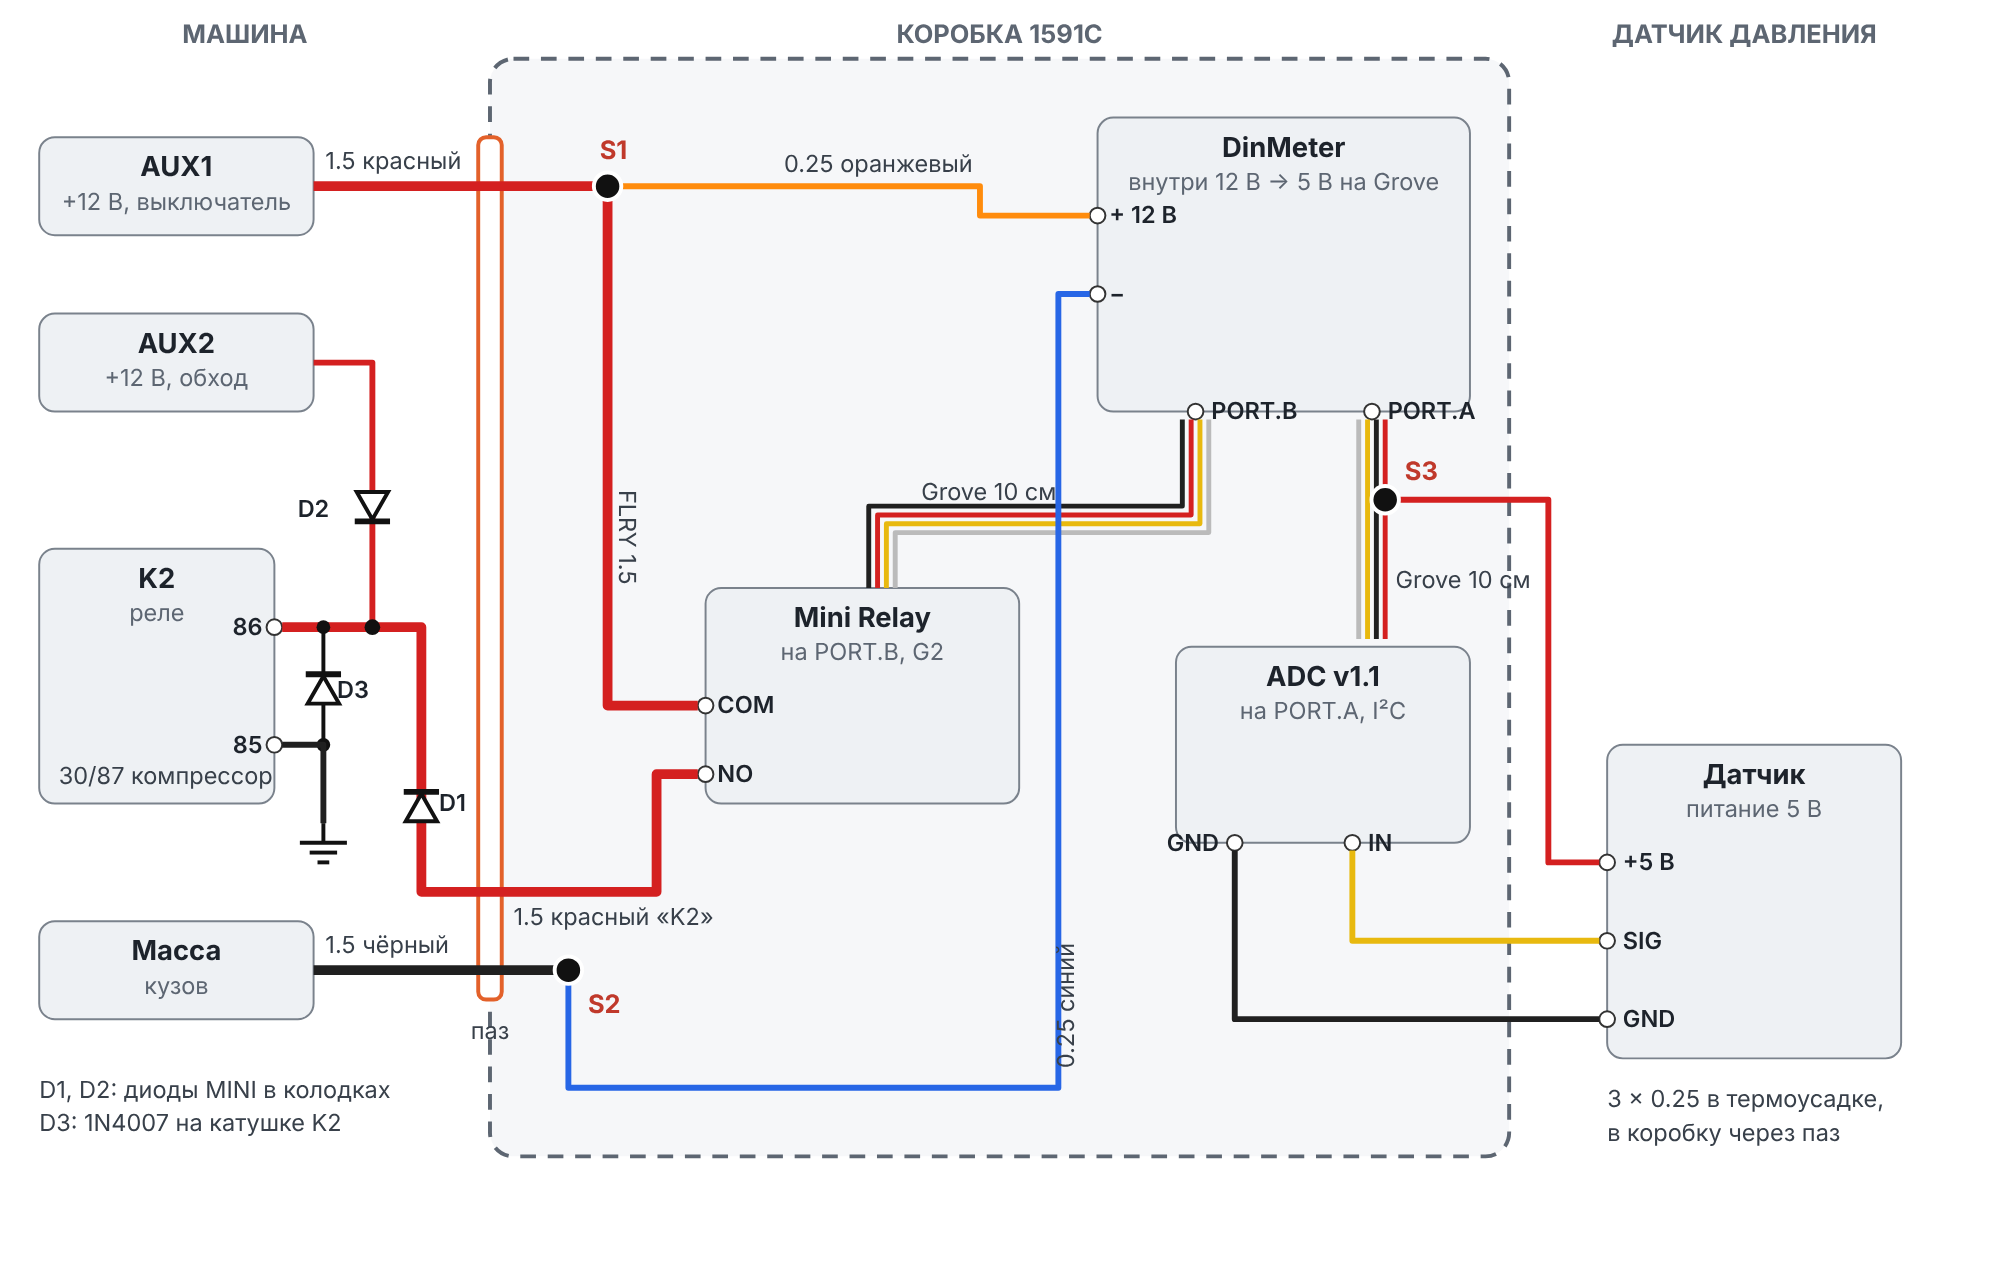 МАШИНА
КОРОБКА 1591C
ДАТЧИК ДАВЛЕНИЯ
AUX1
+12 В, выключатель
1.5 красный
S1
0.25 оранжевый
DinMeter
внутри 12 В → 5 В на Grove
+ 12 В
–
PORT.B
PORT.A
AUX2
+12 В, обход
D2
FLRY 1.5
Grove 10 см
S3
Grove 10 см
K2
реле
86
D3
85
30/87 компрессор
D1
Mini Relay
на PORT.B, G2
COM
NO
ADC v1.1
на PORT.A, I²C
GND
IN
Датчик
питание 5 В
+5 В
SIG
GND
1.5 красный «K2»
Масса
кузов
1.5 чёрный
S2
паз
0.25 синий
D1, D2: диоды MINI в колодках
D3: 1N4007 на катушке K2
3 × 0.25 в термоусадке,
в коробку через паз